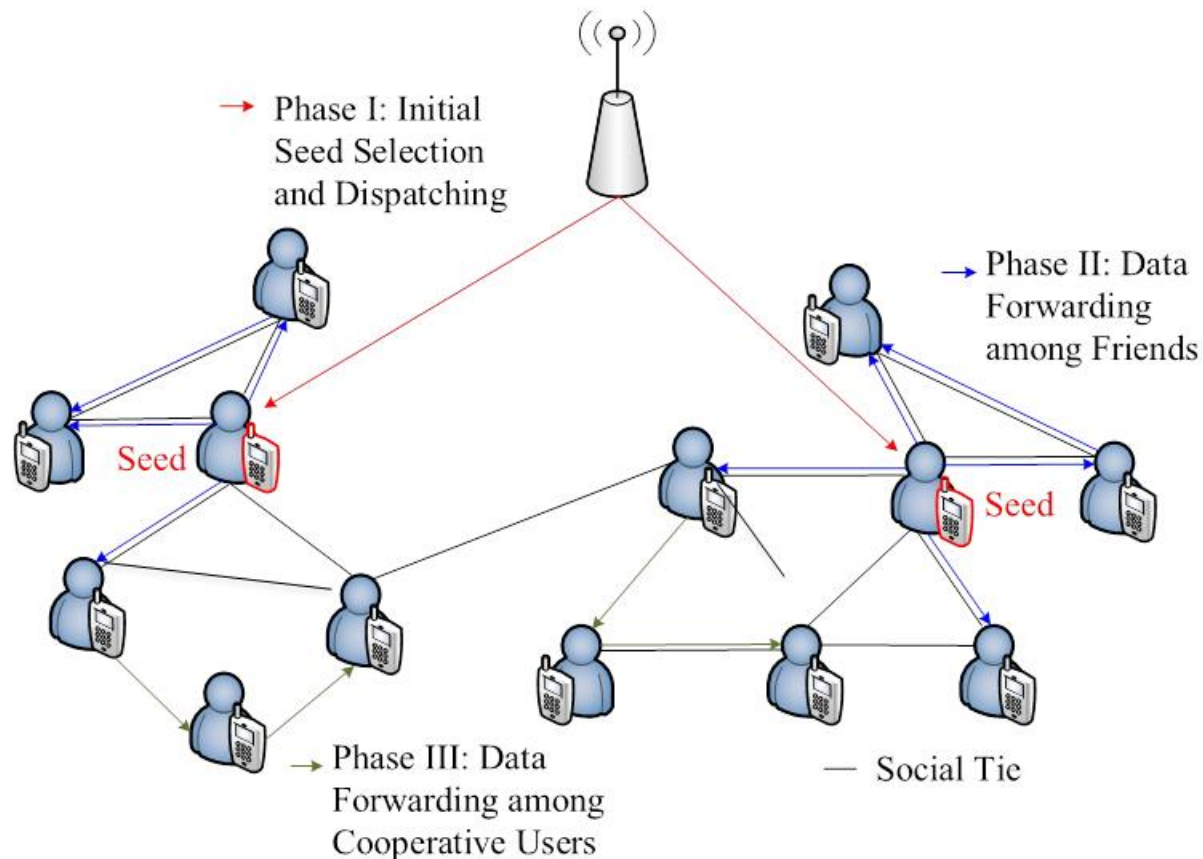 Phase I: Initial
Seed Selection
and Dispatching
Phase II: Data
Forwarding
among Friends
Seed
Seed
Phase III: Data
Forwarding among
Cooperative Users
Social Tie